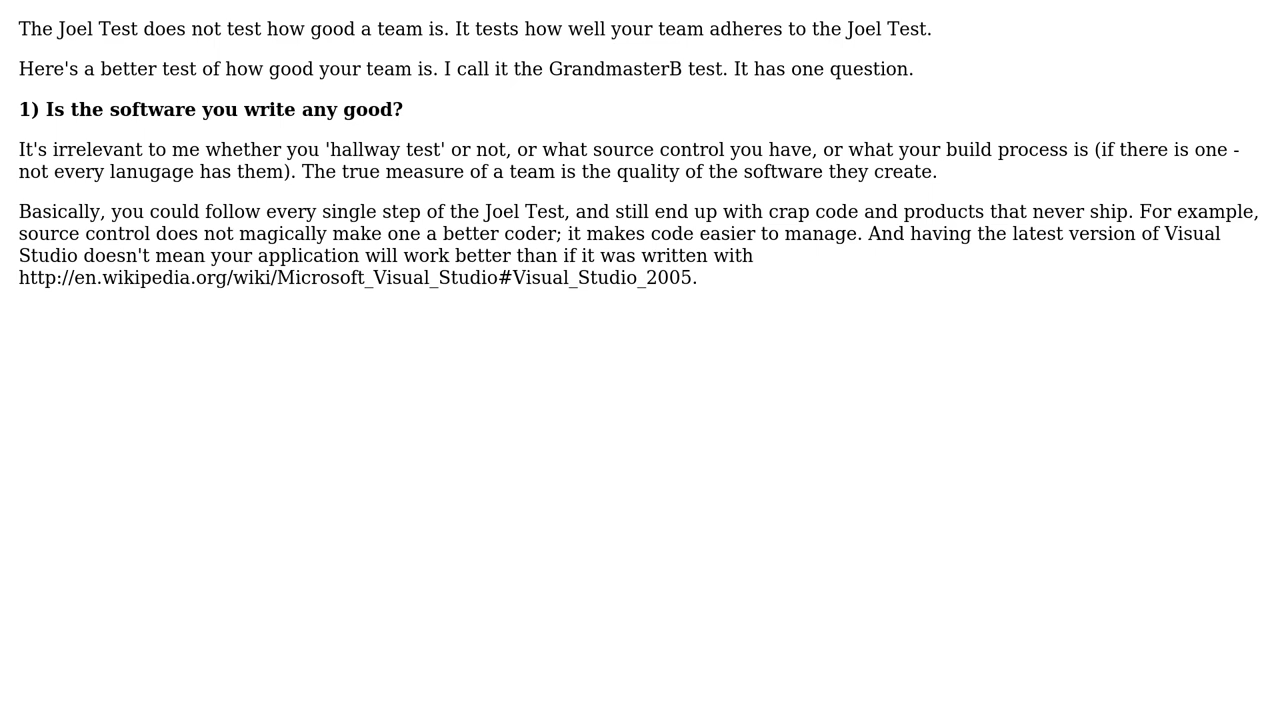 The Joel Test does not test how good a team is. It tests how well your team adheres to the Joel Test.
Here's a better test of how good your team is. I call it the GrandmasterB test. It has one question.
1) Is the software you write any good?
It's irrelevant to me whether you 'hallway test' or not, or what source control you have, or what your build process is (if there is one -
not every lanugage has them). The true measure of a team is the quality of the software they create.
Basically, you could follow every single step of the Joel Test, and still end up with crap code and products that never ship. For example,
source control does not magically make one a better coder; it makes code easier to manage. And having the latest version of Visual
Studio doesn't mean your application will work better than if it was written with
http://en.wikipedia.org/wiki/Microsoft_Visual_Studio#Visual_Studio_2005.